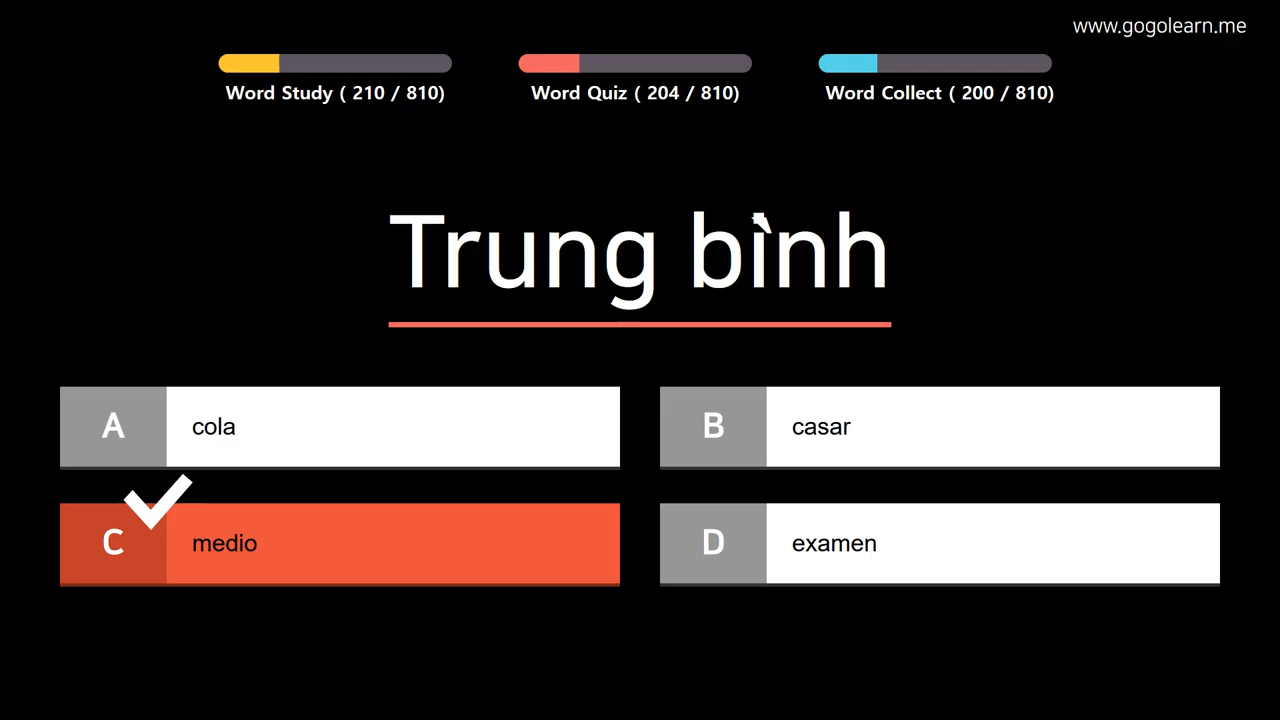 www.gogolearn.me
Word Study ( 210 / 810)
Word Quiz ( 204 / 810)
Word Collect ( 200 / 810)
Trung bình
A cola
B casar
C medio
D examen